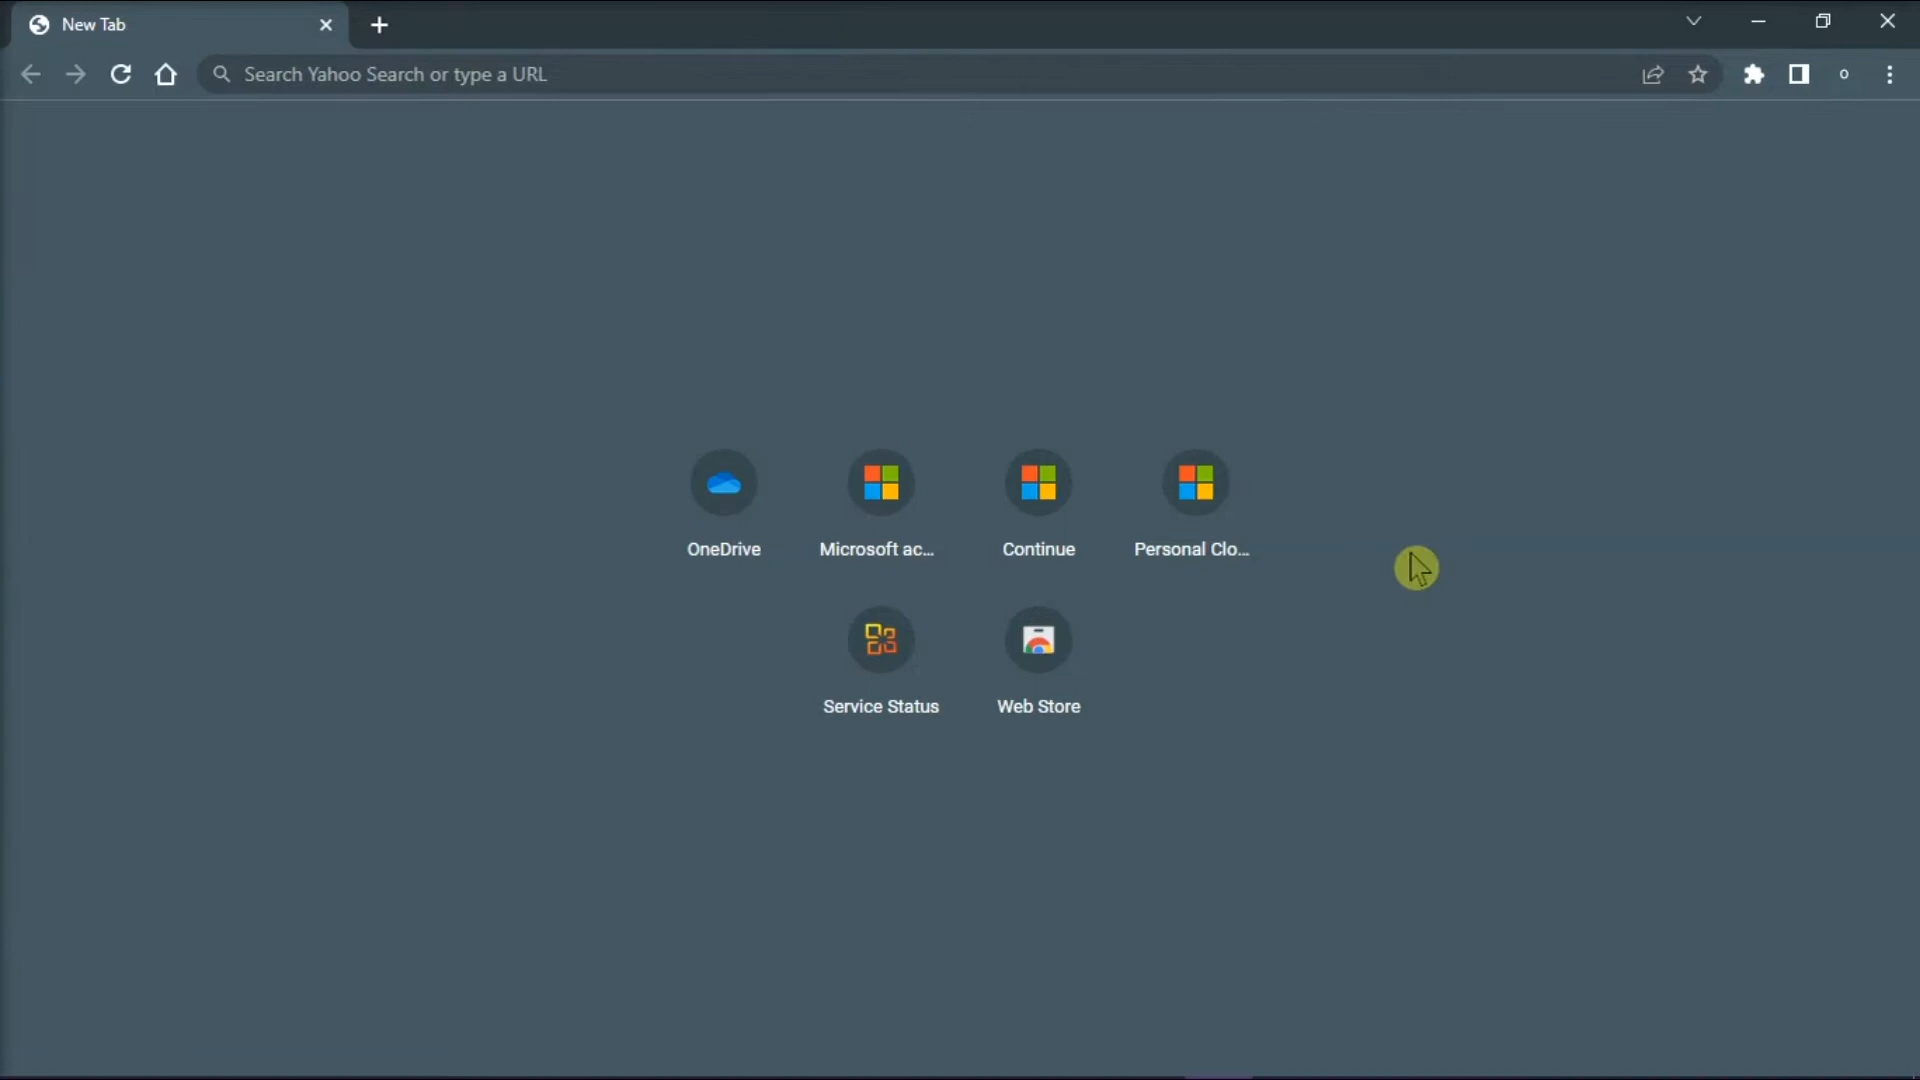 New Tab
Search Yahoo Search or type a URL
OneDrive
Microsoft ac...
Continue
Personal Clo...
Service Status
Web Store